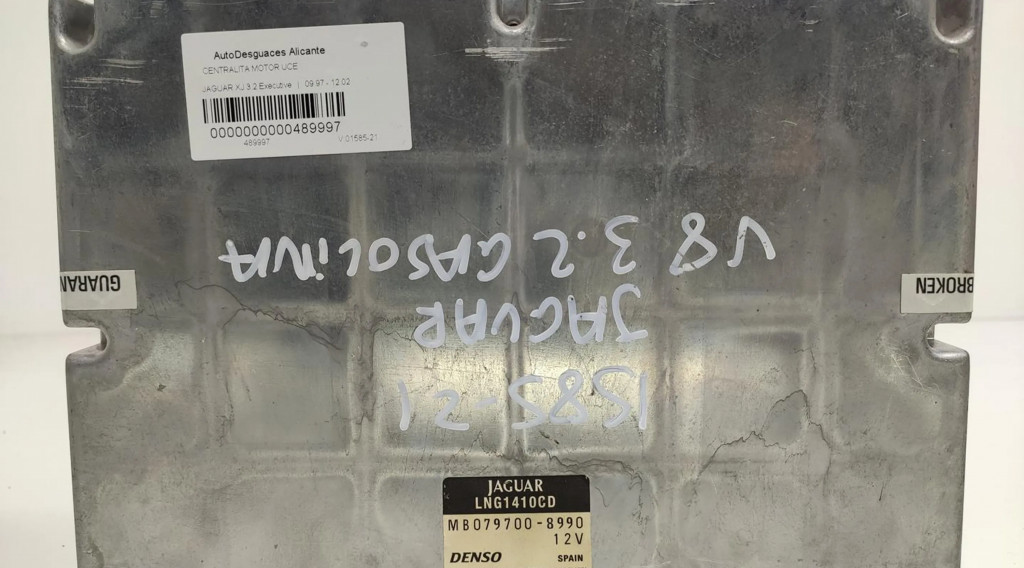 AutoDesguaces Alicante
CENTRALITA MOTOR UCE
JAGUAR XJ 3.2 Executive | 09.97 - 12.02
0000000000489997
489997 V.01585-21
1585-21
JAGUAR
V8 3.2 GASOLINA
GUARAN
BROKEN
JAGUAR
LNG1410CD
MB079700-8990
12V
DENSO SPAIN